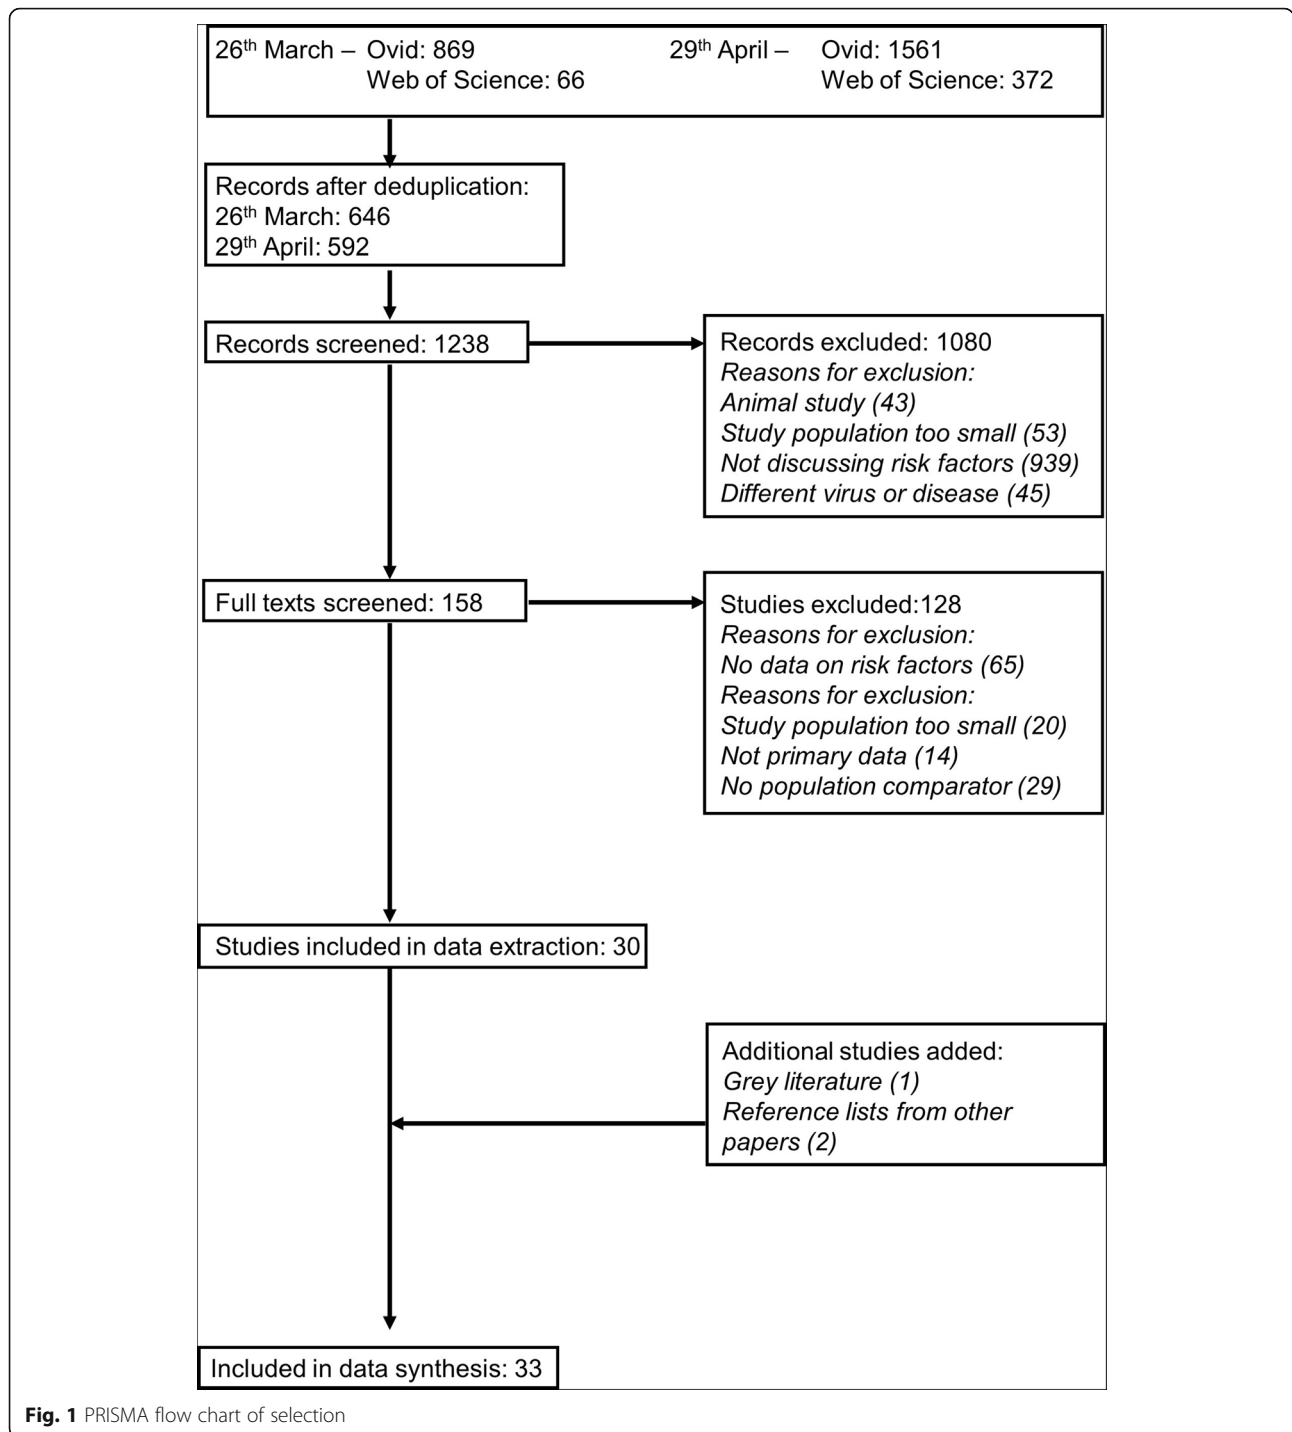 26th March – Ovid: 869 29th April – Ovid: 1561
Web of Science: 66 Web of Science: 372
Records after deduplication:
26th March: 646
29th April: 592
Records screened: 1238
Records excluded: 1080
Reasons for exclusion:
Animal study (43)
Study population too small (53)
Not discussing risk factors (939)
Different virus or disease (45)
Full texts screened: 158
Studies excluded:128
Reasons for exclusion:
No data on risk factors (65)
Reasons for exclusion:
Study population too small (20)
Not primary data (14)
No population comparator (29)
Studies included in data extraction: 30
Additional studies added:
Grey literature (1)
Reference lists from other
papers (2)
Included in data synthesis: 33
Fig. 1 PRISMA flow chart of selection